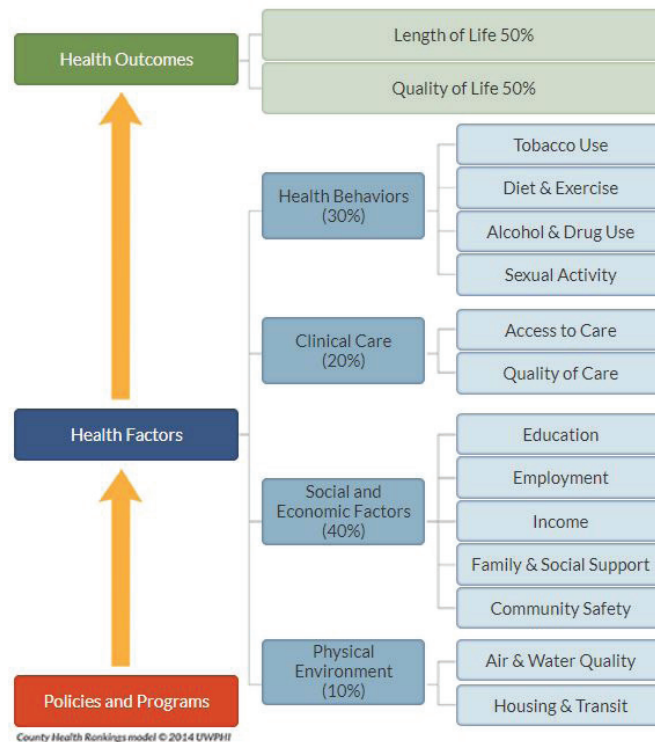 Health Outcomes
Length of Life 50%
Quality of Life 50%
Health Behaviors
(30%)
Tobacco Use
Diet & Exercise
Alcohol & Drug Use
Sexual Activity
Clinical Care
(20%)
Access to Care
Quality of Care
Health Factors
Social and
Economic Factors
(40%)
Education
Employment
Income
Family & Social Support
Community Safety
Physical
Environment
(10%)
Air & Water Quality
Housing & Transit
Policies and Programs
County Health Rankings model © 2014 UWPHI